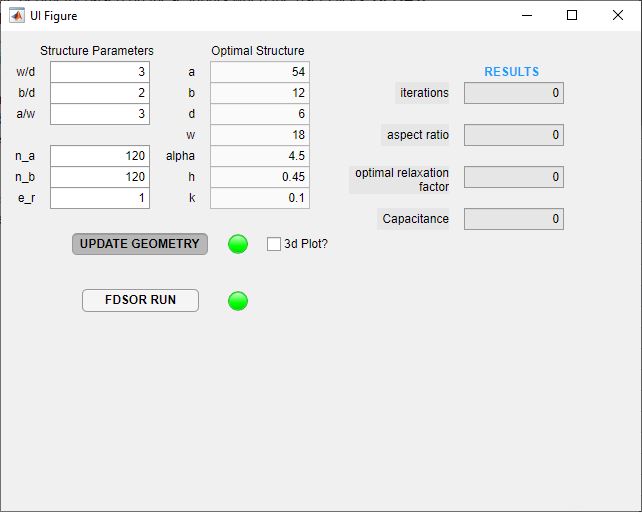 UI Figure
Structure Parameters Optimal Structure
RESULTS
w/d 3 a 54
b/d 2 b 12 iterations 0
a/w 3 d 6
w 18 aspect ratio 0
n_a 120 alpha 4.5
n_b 120 h 0.45 optimal relaxation
factor 0
e_r 1 k 0.1
Capacitance 0
UPDATE GEOMETRY 3d Plot?
FDSOR RUN